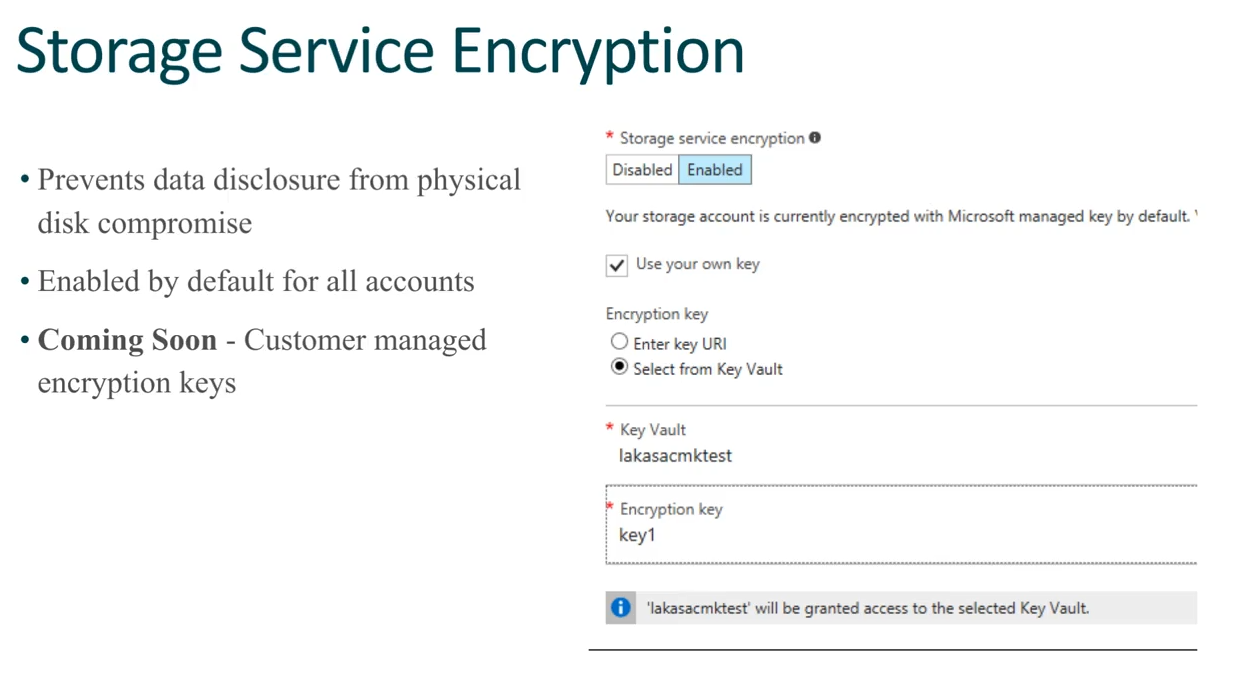 Storage Service Encryption
• Prevents data disclosure from physical
disk compromise
• Enabled by default for all accounts
• Coming Soon - Customer managed
encryption keys
* Storage service encryption
Disabled Enabled
Your storage account is currently encrypted with Microsoft managed key by default.
Use your own key
Encryption key
Enter key URI
Select from Key Vault
* Key Vault
lakasacmktest
* Encryption key
key1
'lakasacmktest' will be granted access to the selected Key Vault.